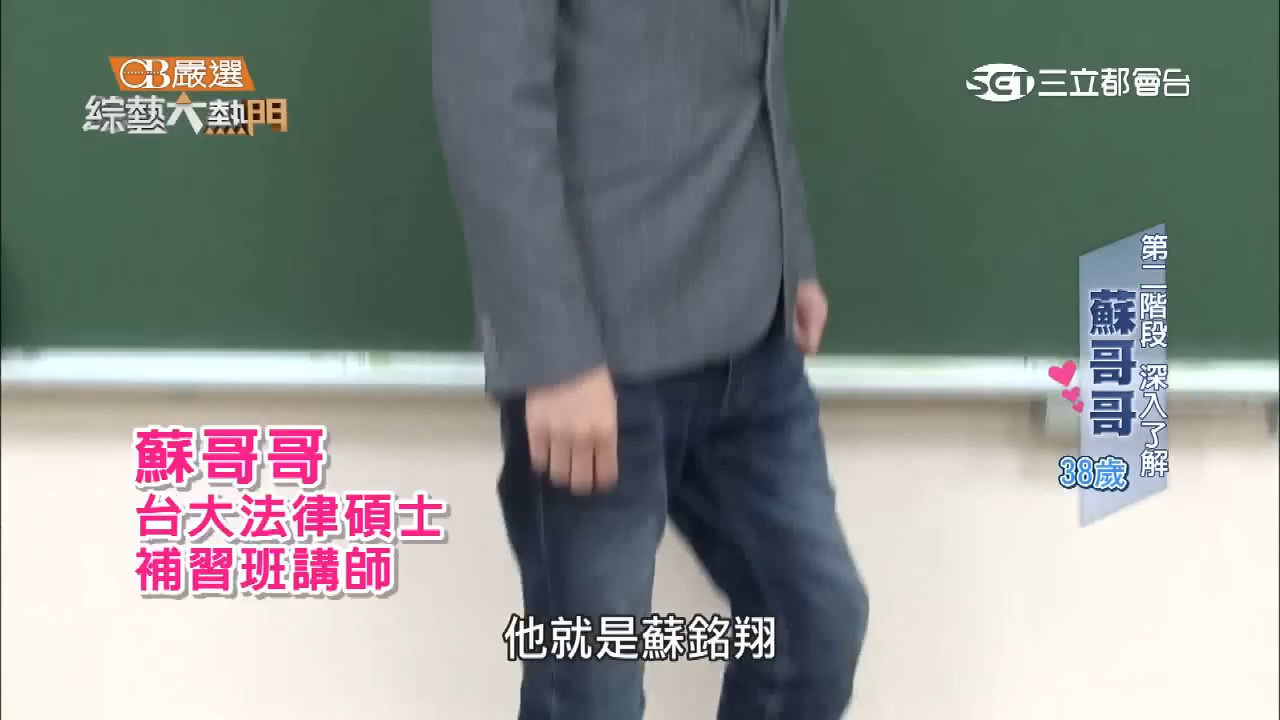 OB嚴選
綜藝大熱門
SET三立都會台
第二階段 深入了解
蘇哥哥
38歲
蘇哥哥
台大法律碩士
補習班講師
他就是蘇銘翔